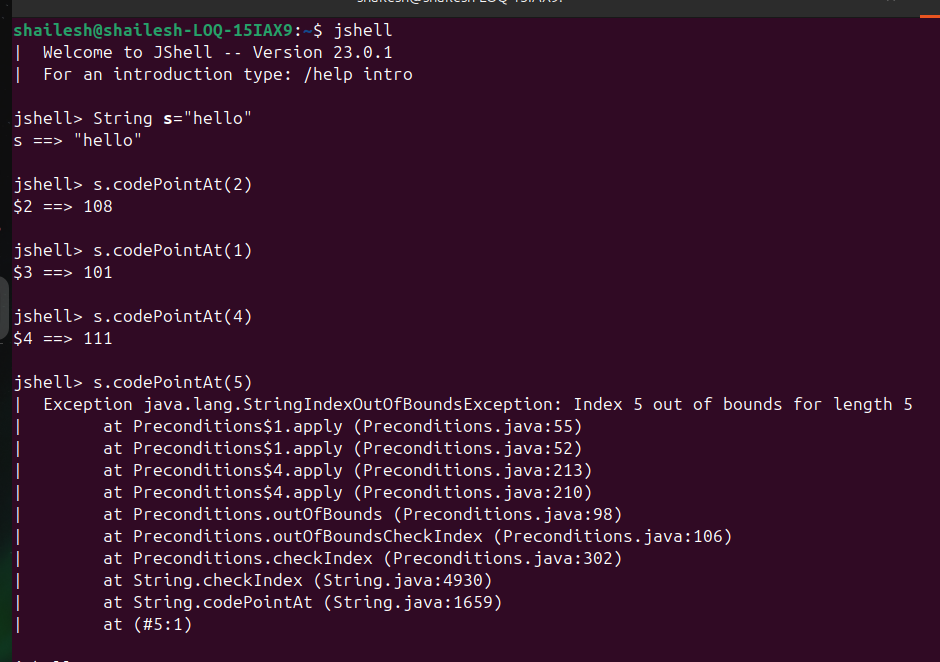 shailesh@shailesh-LOQ-15IAX9:~$ jshell
|  Welcome to JShell -- Version 23.0.1
|  For an introduction type: /help intro

jshell> String s="hello"
s ==> "hello"

jshell> s.codePointAt(2)
$2 ==> 108

jshell> s.codePointAt(1)
$3 ==> 101

jshell> s.codePointAt(4)
$4 ==> 111

jshell> s.codePointAt(5)
|  Exception java.lang.StringIndexOutOfBoundsException: Index 5 out of bounds for length 5
|        at Preconditions$1.apply (Preconditions.java:55)
|        at Preconditions$1.apply (Preconditions.java:52)
|        at Preconditions$4.apply (Preconditions.java:213)
|        at Preconditions$4.apply (Preconditions.java:210)
|        at Preconditions.outOfBounds (Preconditions.java:98)
|        at Preconditions.outOfBoundsCheckIndex (Preconditions.java:106)
|        at Preconditions.checkIndex (Preconditions.java:302)
|        at String.checkIndex (String.java:4930)
|        at String.codePointAt (String.java:1659)
|        at (#5:1)